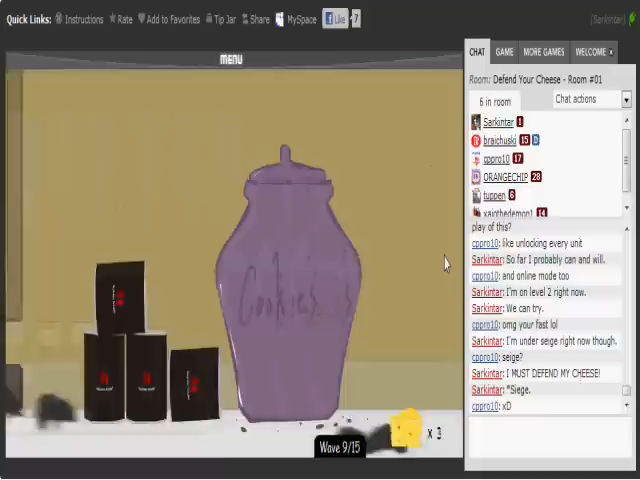 Quick Links: Instructions Rate Add to Favorites Tip Jar Share MySpace Like 7
(Sarkintar)
MENU
CHAT GAME MORE GAMES WELCOME x
Room: Defend Your Cheese - Room #01
6 in room Chat actions
Sarkintar 1
braichuski 15 D
cppro10 17
ORANGECHIP 28
tuppen 6
xaiothedemon1 14
play of this?
cppro10: like unlocking every unit
Sarkintar: So far I probably can and will.
cppro10: and online mode too
Sarkintar: I'm on level 2 right now.
Sarkintar: We can try.
cppro10: omg your fast lol
Sarkintar: I'm under seige right now though.
cppro10: seige?
Sarkintar: I MUST DEFEND MY CHEESE!
Sarkintar: *Siege.
cppro10: xD
Cookies
Wave 9/15
x 3